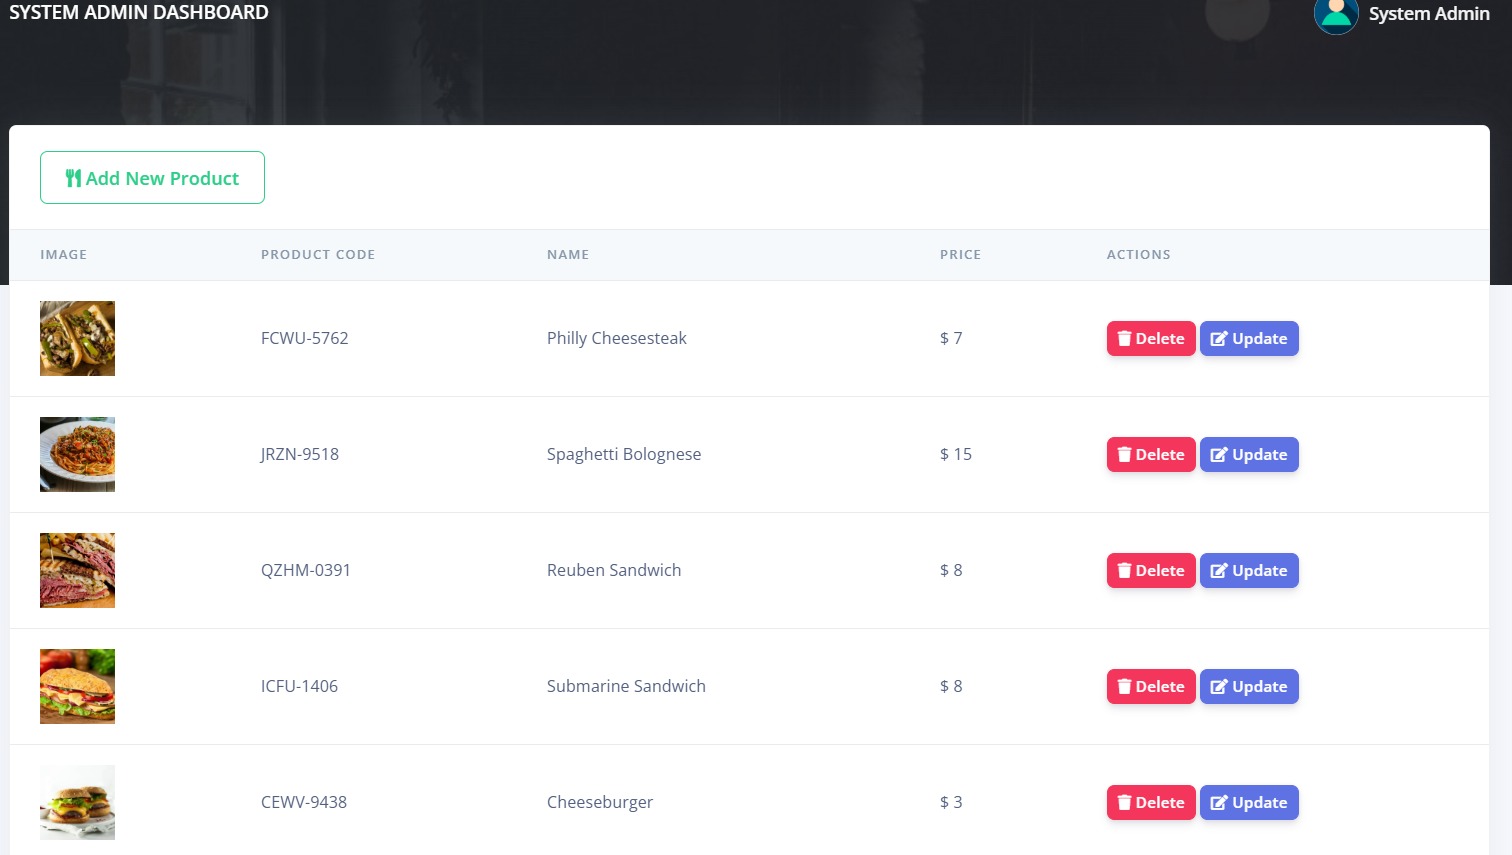 SYSTEM ADMIN DASHBOARD System Admin
Add New Product
IMAGE PRODUCT CODE NAME PRICE ACTIONS
FCWU-5762 Philly Cheesesteak $ 7 Delete Update
JRZN-9518 Spaghetti Bolognese $ 15 Delete Update
QZHM-0391 Reuben Sandwich $ 8 Delete Update
ICFU-1406 Submarine Sandwich $ 8 Delete Update
CEWV-9438 Cheeseburger $ 3 Delete Update